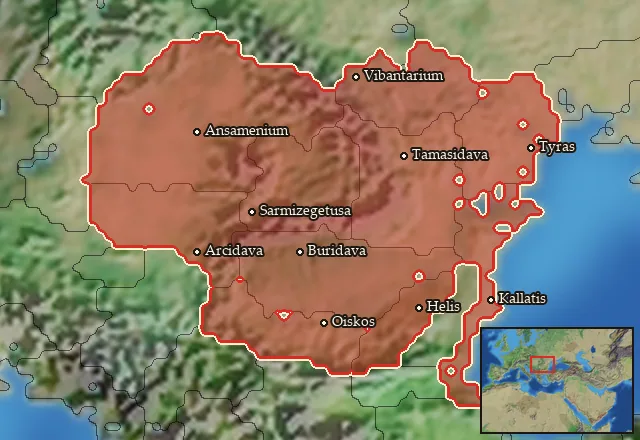 Vibantarium
Ansamenium
Tyras
Tamasidava
Sarmizegetusa
Arcidava
Buridava
Kallatis
Helis
Oiskos